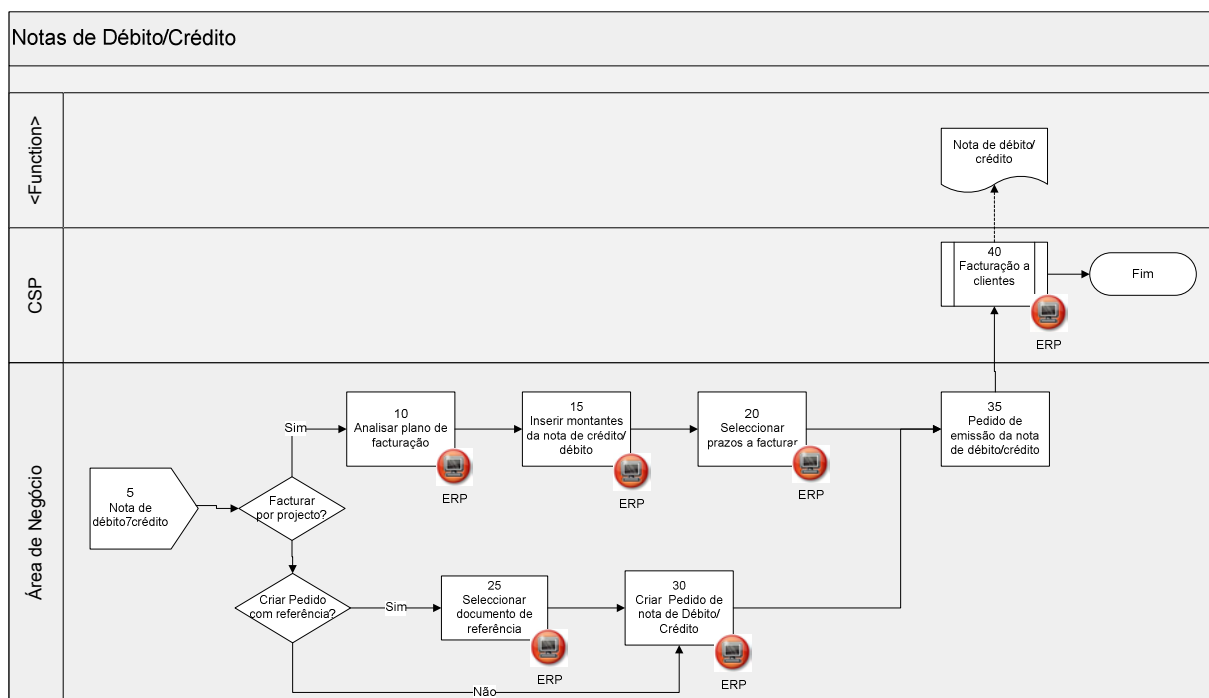 Notas de Débito/Crédito
<Function>
Nota de débito/
crédito
CSP
40
Facturação a
clientes
Fim
ERP
Área de Negócio
10
Analisar plano de
facturação
ERP
15
Inserir montantes
da nota de crédito/
débito
ERP
20
Seleccionar
prazos a facturar
ERP
35
Pedido de
emissão da nota
de débito/crédito
Sim
5
Nota de
débito7crédito
Facturar
por projecto?
Criar Pedido
com referência?
Sim
25
Seleccionar
documento de
referência
ERP
30
Criar Pedido de
nota de Débito/
Crédito
ERP
Não